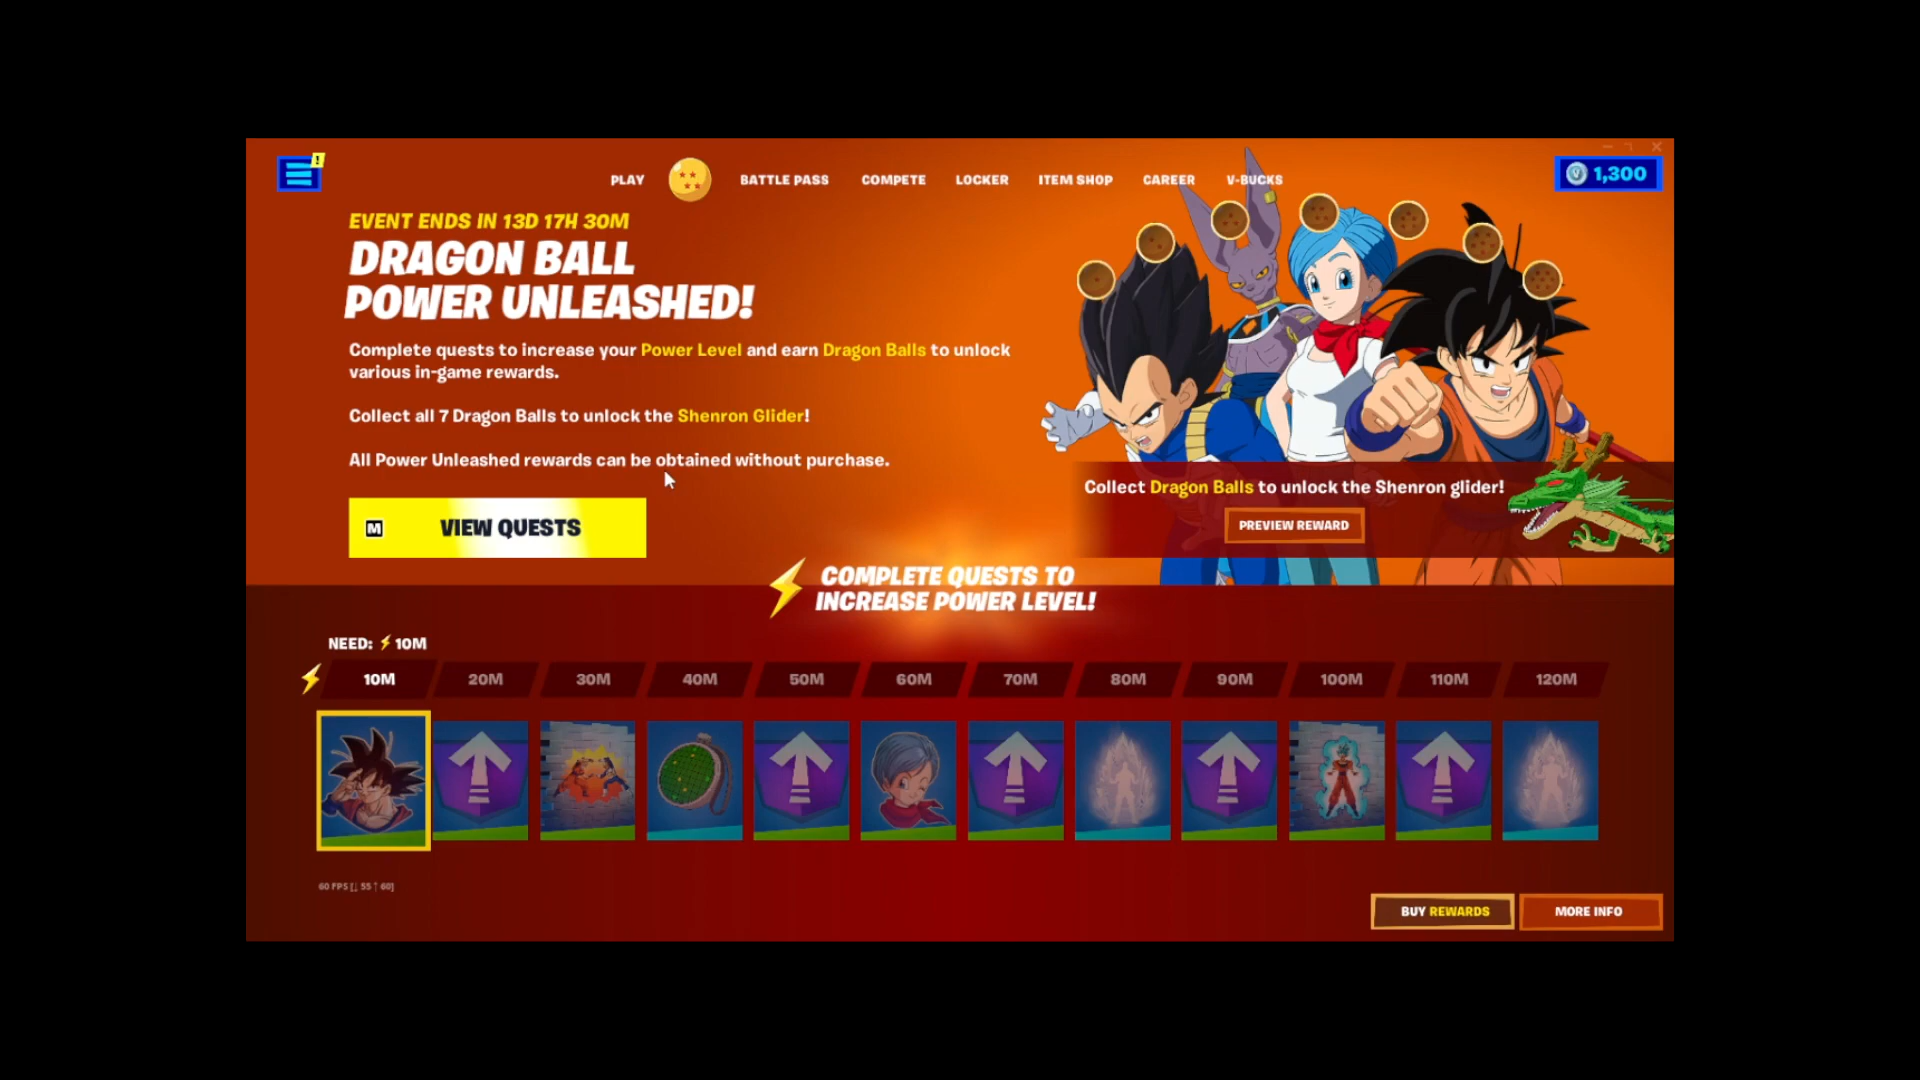 !
PLAY
BATTLE PASS
COMPETE
LOCKER
ITEM SHOP
CAREER
V-BUCKS
1,300
EVENT ENDS IN 13D 17H 30M
DRAGON BALL
POWER UNLEASHED!
Complete quests to increase your Power Level and earn Dragon Balls to unlock
various in-game rewards.
Collect all 7 Dragon Balls to unlock the Shenron Glider!
All Power Unleashed rewards can be obtained without purchase.
M VIEW QUESTS
Collect Dragon Balls to unlock the Shenron glider!
PREVIEW REWARD
COMPLETE QUESTS TO
INCREASE POWER LEVEL!
NEED: 10M
10M 20M 30M 40M 50M 60M 70M 80M 90M 100M 110M 120M
60 FPS [↓ 55 ↑ 60]
BUY REWARDS
MORE INFO